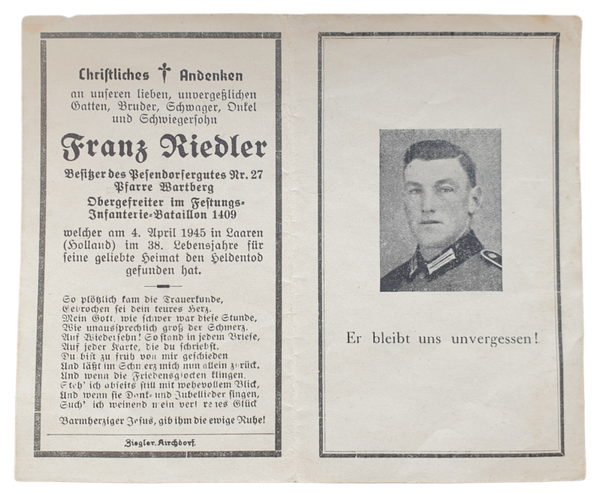 Christliches † Andenken
an unseren lieben, unvergeßlichen
Gatten, Bruder, Schwager, Onkel
und Schwiegersohn
Franz Riedler
Besitzer des Pesendorfergutes Nr. 27
Pfarre Wartberg
Obergefreiter im Festungs-
Infanterie-Bataillon 1409
welcher am 4. April 1945 in Laaren
(Holland) im 38. Lebensjahre für
seine geliebte Heimat den Heldentod
gefunden hat.
So plötzlich kam die Trauerkunde,
Gebrochen sei dein teures Herz.
Mein Gott, wie schwer war diese Stunde,
Wie unaussprechlich groß der Schmerz.
Auf Wiedersehn! So stand in jedem Briefe,
Auf jeder Karte, die du schriebst.
Du bist zu früh von mir geschieden
Und läßt im Schmerz mich nun allein zurück.
Und wenn die Friedensglocken klingen,
Steh' ich abseits still mit wehevollem Blick,
Und wenn sie Dank- und Jubellieder singen,
Such' ich weinend mein verlorenes Glück
Barmherziger Jesus, gib ihm die ewige Ruhe!
Ziegler, Kirchdorf.
Er bleibt uns unvergessen!